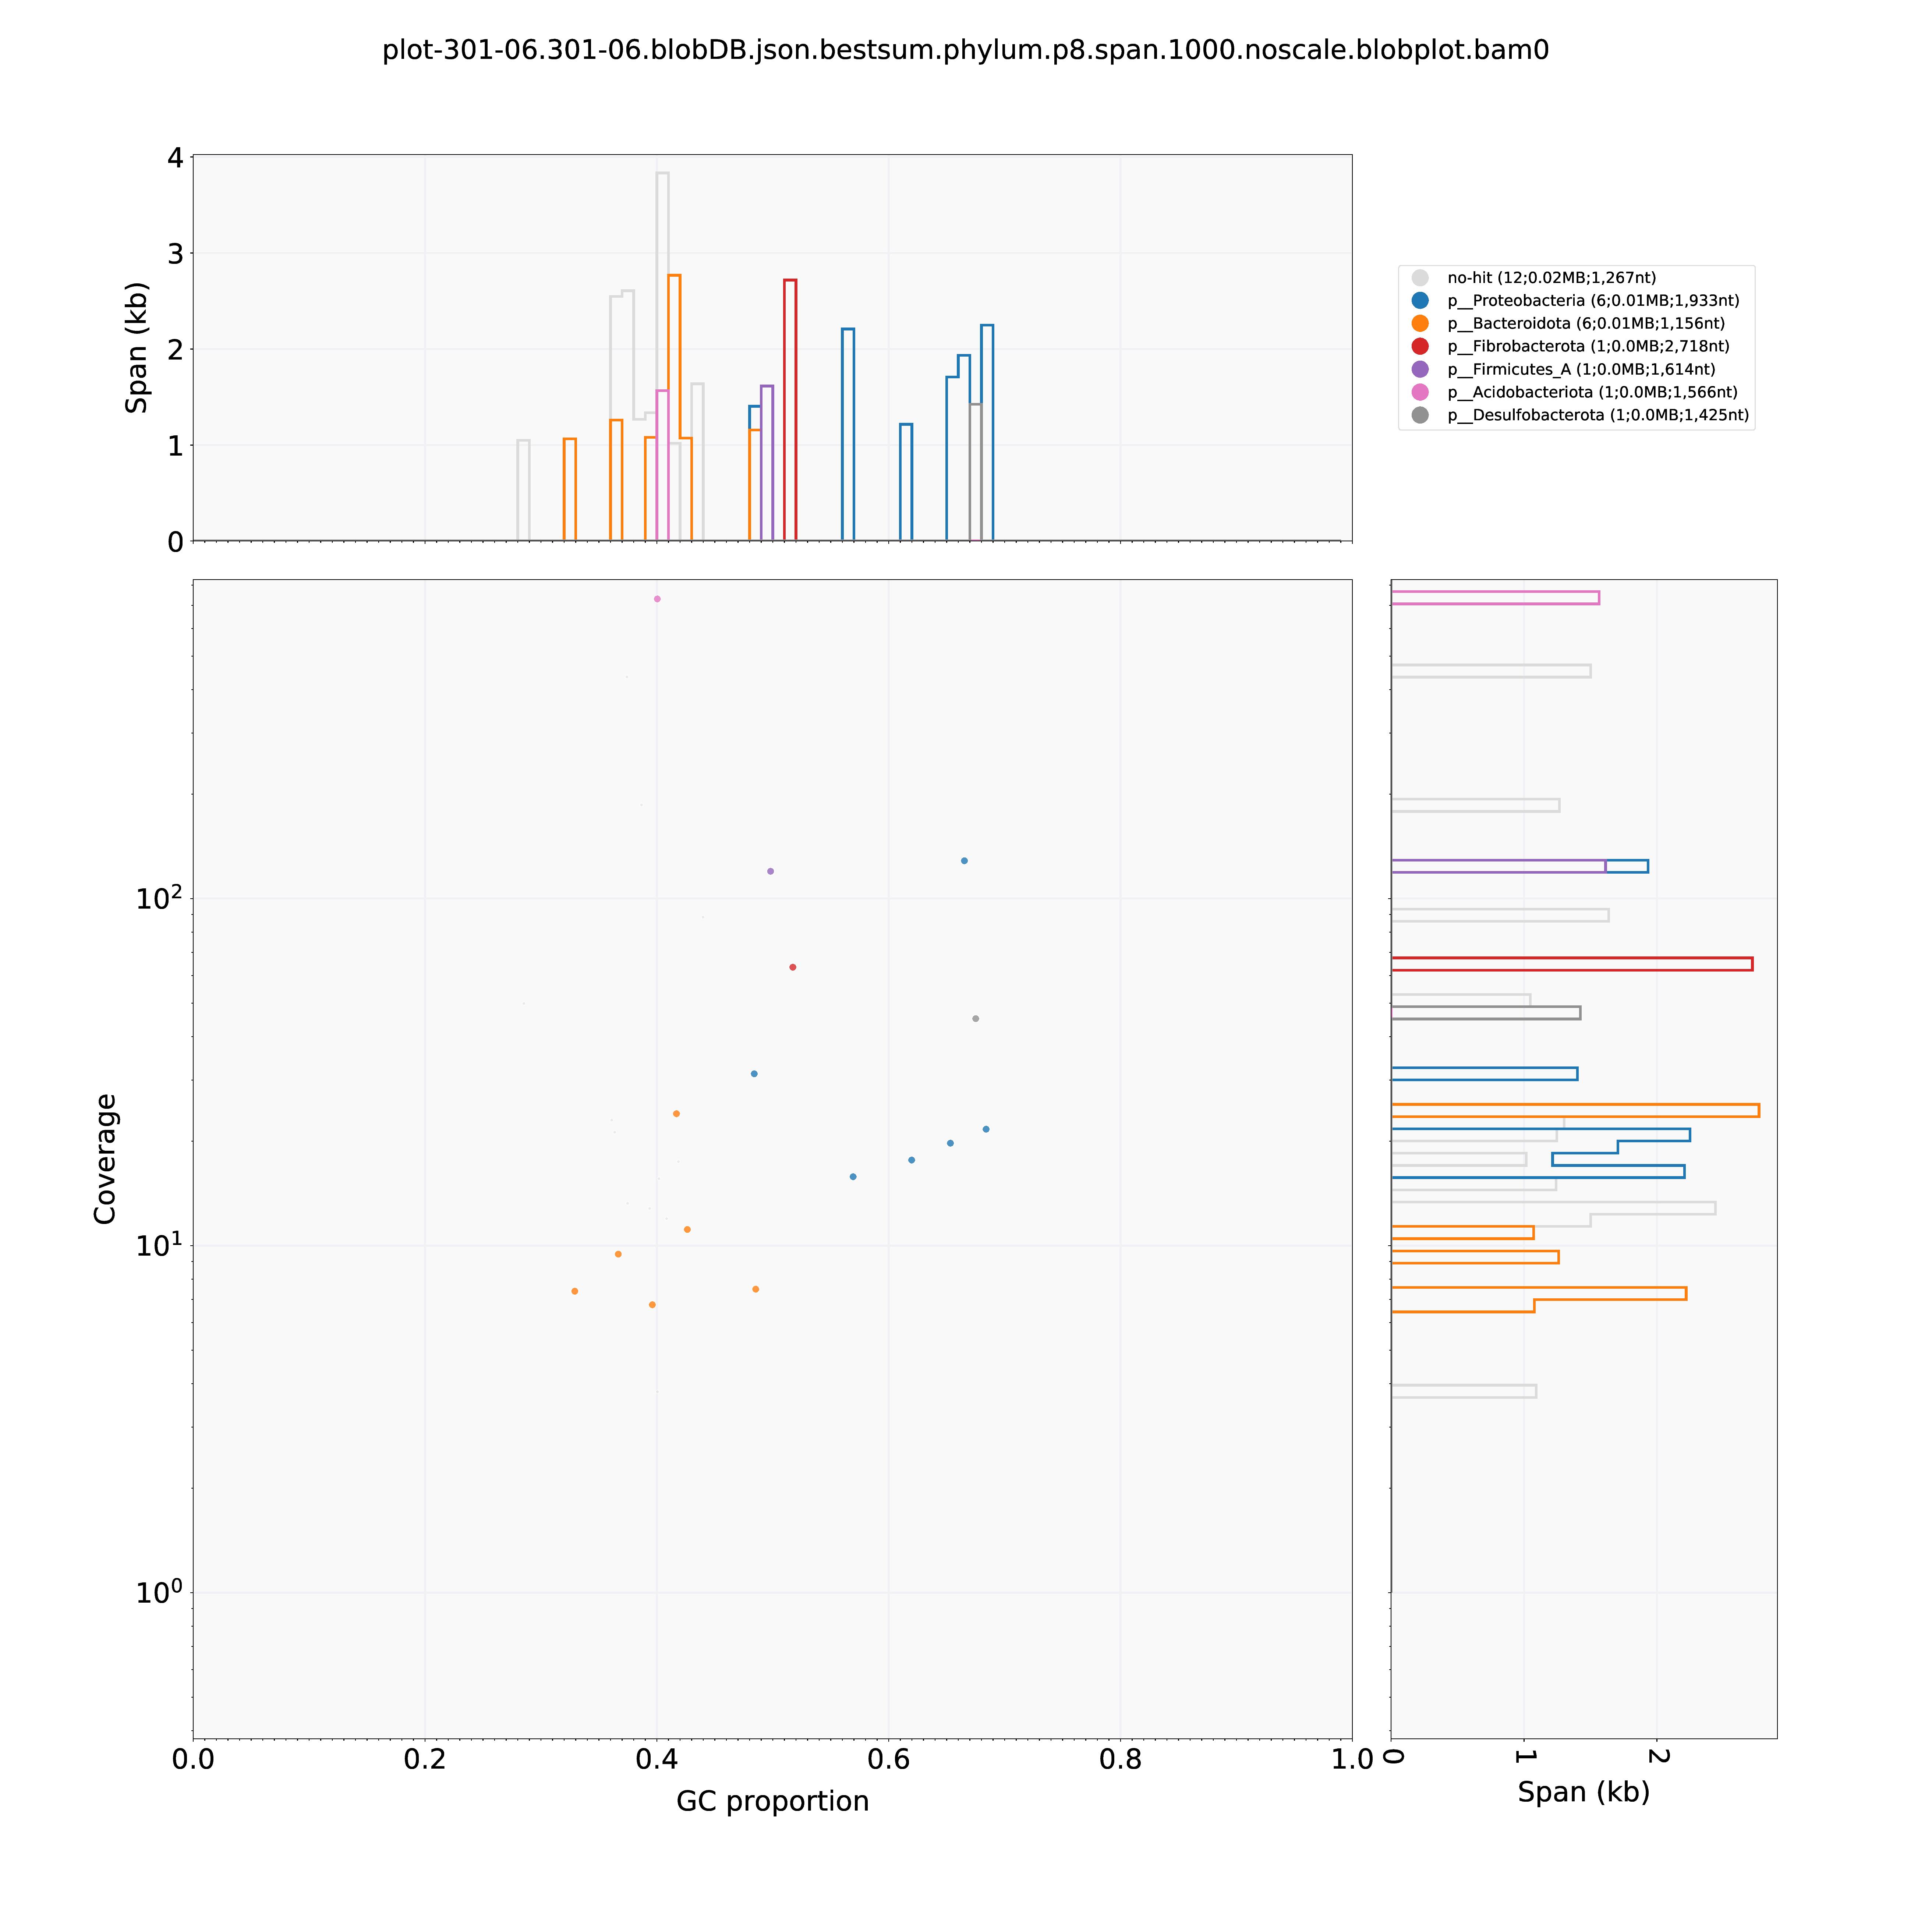 plot-301-06.301-06.blobDB.json.bestsum.phylum.p8.span.1000.noscale.blobplot.bam0
4
3
2
1
0
Span (kb)
no-hit (12;0.02MB;1,267nt)
p__Proteobacteria (6;0.01MB;1,933nt)
p__Bacteroidota (6;0.01MB;1,156nt)
p__Fibrobacterota (1;0.0MB;2,718nt)
p__Firmicutes_A (1;0.0MB;1,614nt)
p__Acidobacteriota (1;0.0MB;1,566nt)
p__Desulfobacterota (1;0.0MB;1,425nt)
10²
10¹
10⁰
Coverage
0.0 0.2 0.4 0.6 0.8 1.0
GC proportion
0 1 2
Span (kb)